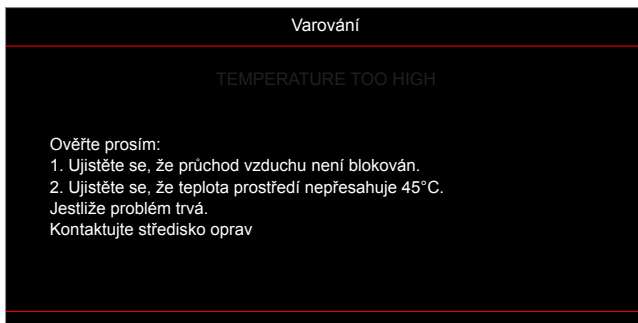 Varování
TEMPERATURE TOO HIGH
Ověřte prosím:
1. Ujistěte se, že průchod vzduchu není blokován.
2. Ujistěte se, že teplota prostředí nepřesahuje 45°C.
Jestliže problém trvá.
Kontaktujte středisko oprav